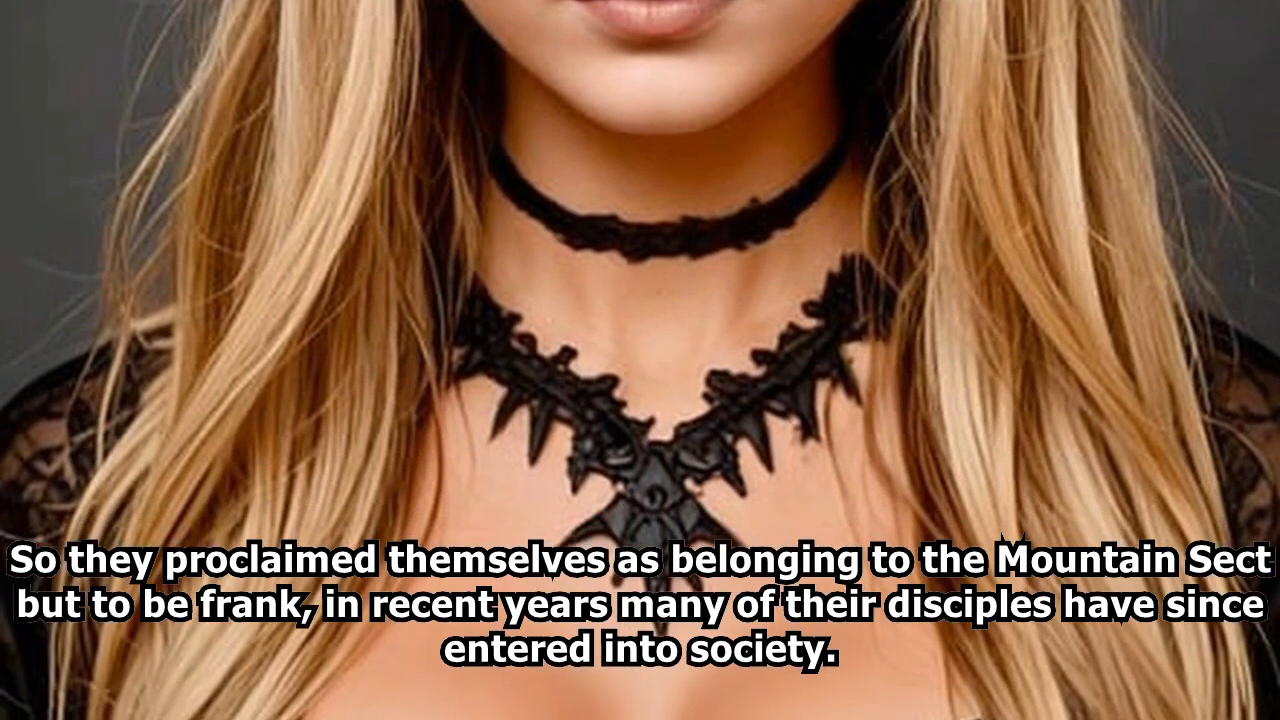 So they proclaimed themselves as belonging to the Mountain Sect
but to be frank, in recent years many of their disciples have since
entered into society.